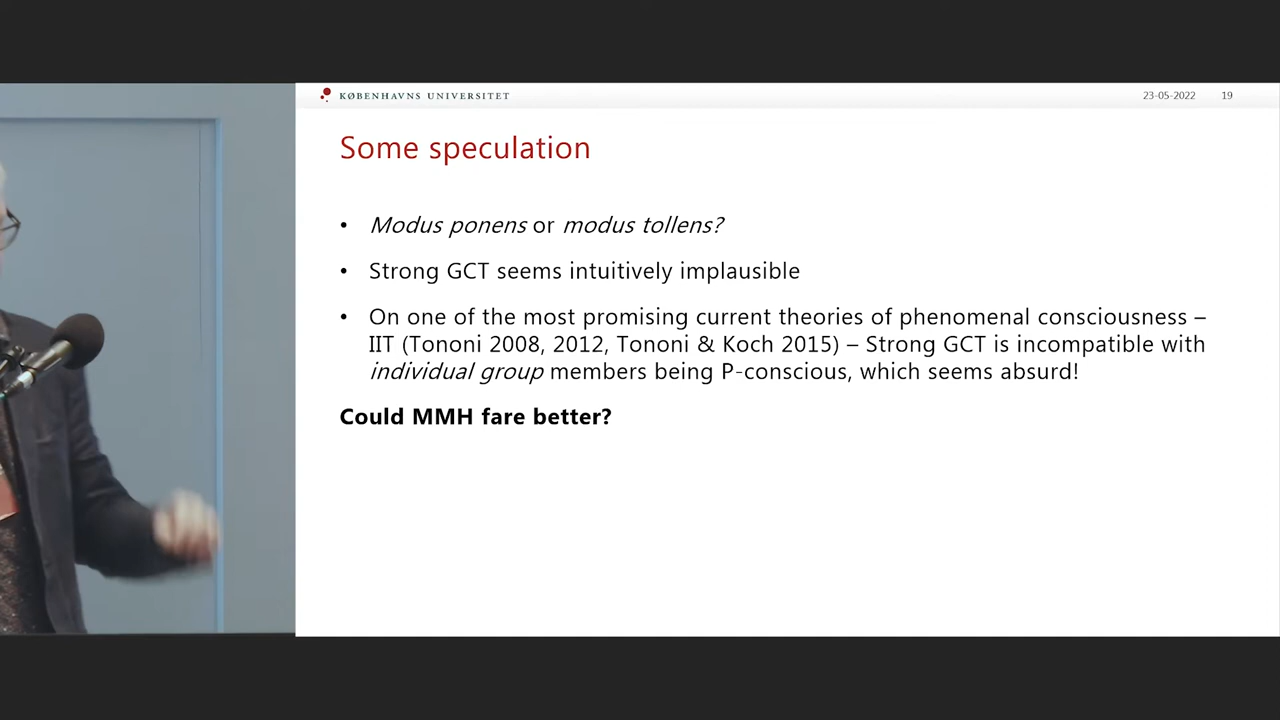 KØBENHAVNS UNIVERSITET
23-05-2022 19
Some speculation
• Modus ponens or modus tollens?
• Strong GCT seems intuitively implausible
• On one of the most promising current theories of phenomenal consciousness –
IIT (Tononi 2008, 2012, Tononi & Koch 2015) – Strong GCT is incompatible with
individual group members being P-conscious, which seems absurd!
Could MMH fare better?